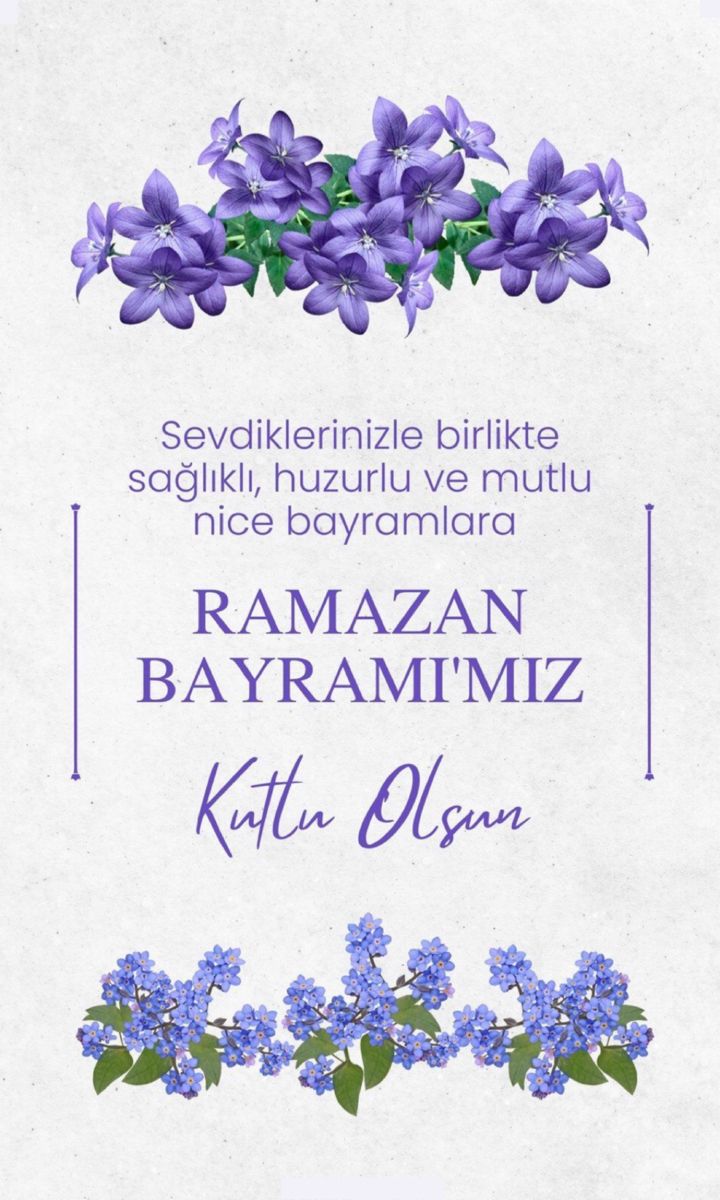 Sevdiklerinizle birlikte
sağlıklı, huzurlu ve mutlu
nice bayramlara
RAMAZAN
BAYRAMI'MIZ
Kutlu Olsun